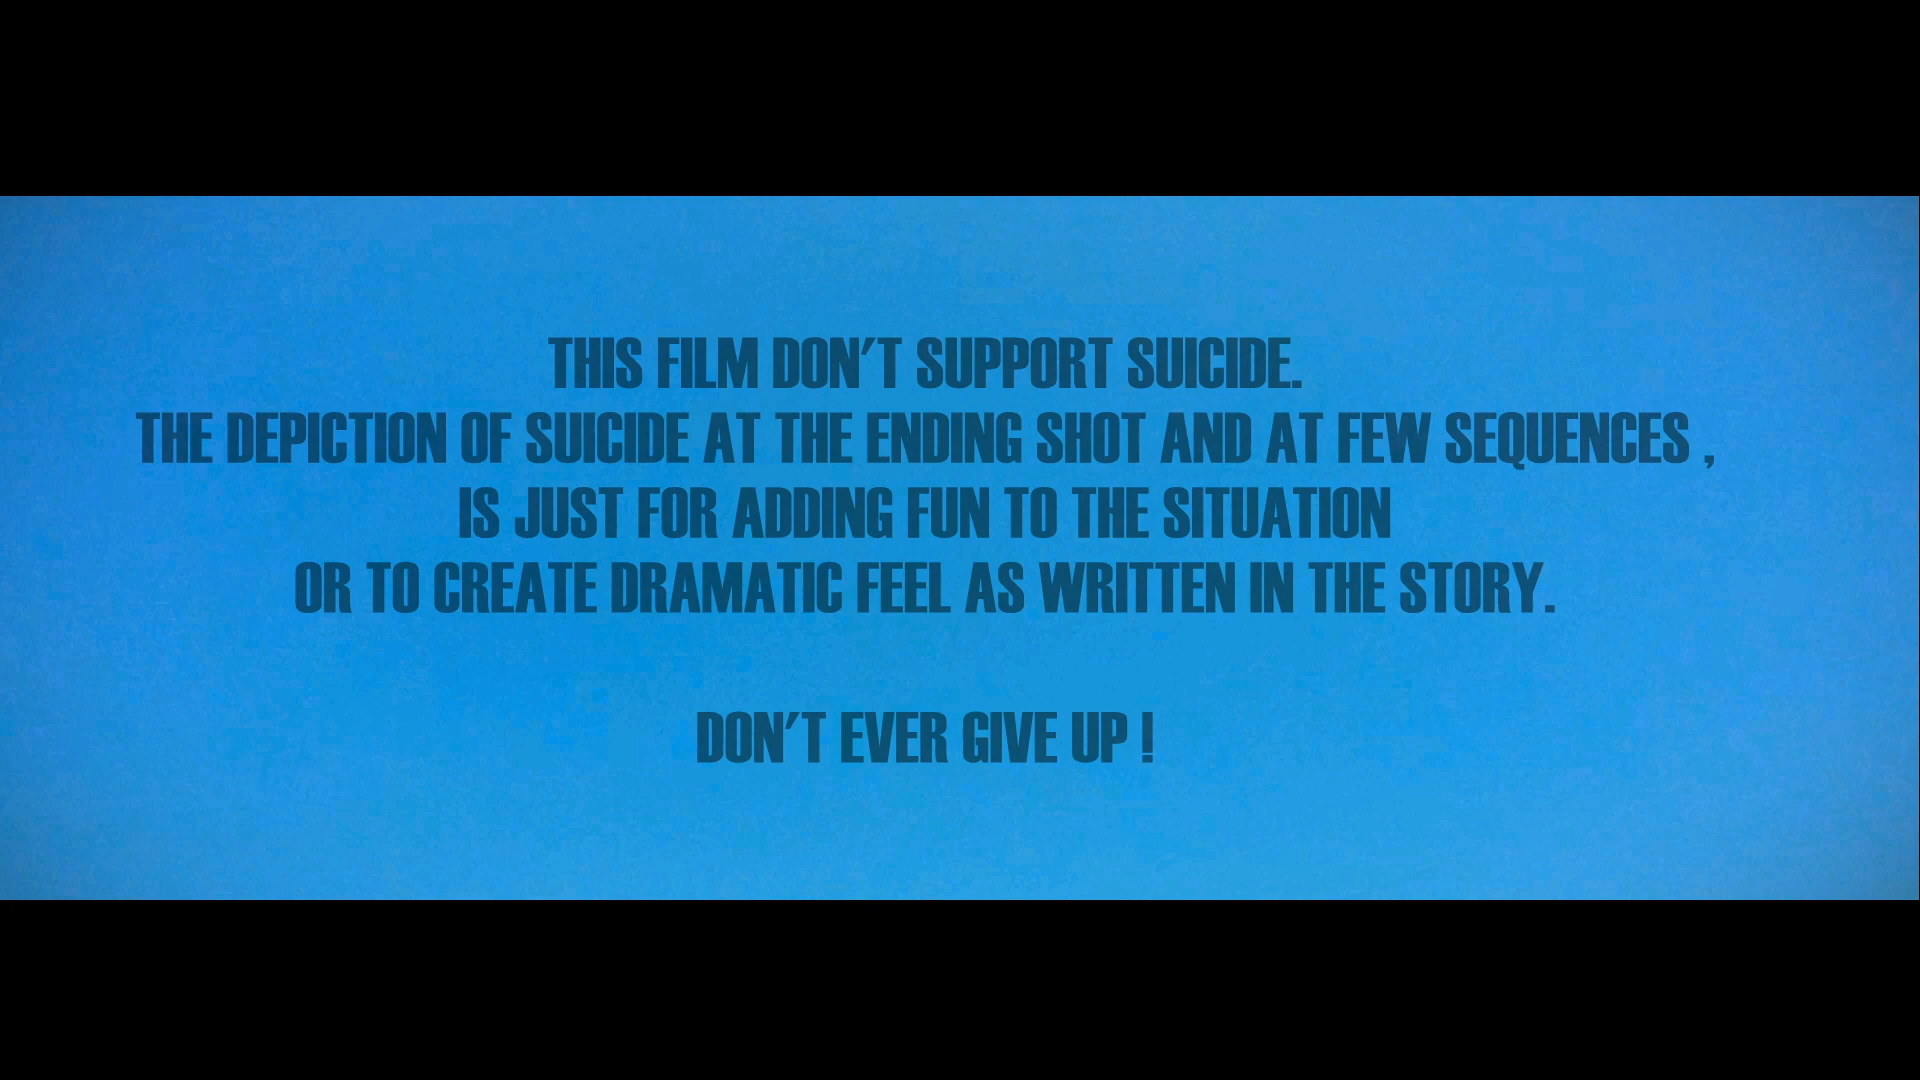 THIS FILM DON'T SUPPORT SUICIDE.
THE DEPICTION OF SUICIDE AT THE ENDING SHOT AND AT FEW SEQUENCES ,
IS JUST FOR ADDING FUN TO THE SITUATION
OR TO CREATE DRAMATIC FEEL AS WRITTEN IN THE STORY.
DON'T EVER GIVE UP !